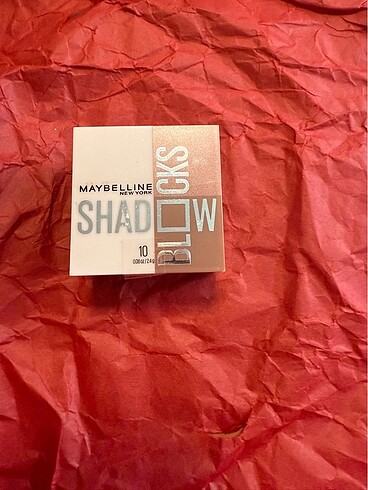 MAYBELLINE
NEW YORK
SHADOW
BLOCKS
10
0.08 oz / 2.4 g